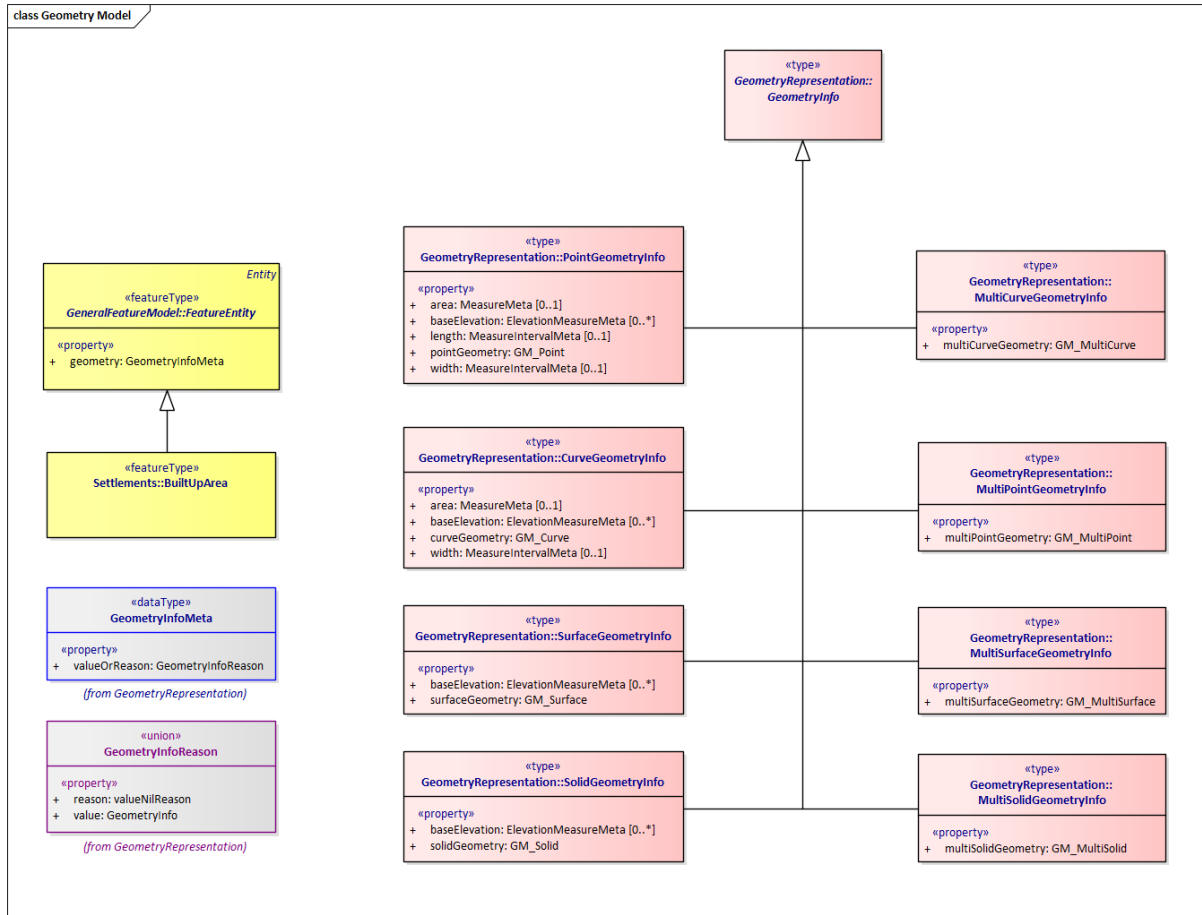 class Geometry Model
«type»
GeometryRepresentation::
GeometryInfo
Entity
«featureType»
GeneralFeatureModel::FeatureEntity
«property»
+ geometry: GeometryInfoMeta
«featureType»
Settlements::BuiltUpArea
«dataType»
GeometryInfoMeta
«property»
+ valueOrReason: GeometryInfoReason
(from GeometryRepresentation)
«union»
GeometryInfoReason
«property»
+ reason: valueNilReason
+ value: GeometryInfo
(from GeometryRepresentation)
«type»
GeometryRepresentation::PointGeometryInfo
«property»
+ area: MeasureMeta [0..1]
+ baseElevation: ElevationMeasureMeta [0..*]
+ length: MeasureIntervalMeta [0..1]
+ pointGeometry: GM_Point
+ width: MeasureIntervalMeta [0..1]
«type»
GeometryRepresentation::CurveGeometryInfo
«property»
+ area: MeasureMeta [0..1]
+ baseElevation: ElevationMeasureMeta [0..*]
+ curveGeometry: GM_Curve
+ width: MeasureIntervalMeta [0..1]
«type»
GeometryRepresentation::SurfaceGeometryInfo
«property»
+ baseElevation: ElevationMeasureMeta [0..*]
+ surfaceGeometry: GM_Surface
«type»
GeometryRepresentation::SolidGeometryInfo
«property»
+ baseElevation: ElevationMeasureMeta [0..*]
+ solidGeometry: GM_Solid
«type»
GeometryRepresentation::
MultiCurveGeometryInfo
«property»
+ multiCurveGeometry: GM_MultiCurve
«type»
GeometryRepresentation::
MultiPointGeometryInfo
«property»
+ multiPointGeometry: GM_MultiPoint
«type»
GeometryRepresentation::
MultiSurfaceGeometryInfo
«property»
+ multiSurfaceGeometry: GM_MultiSurface
«type»
GeometryRepresentation::
MultiSolidGeometryInfo
«property»
+ multiSolidGeometry: GM_MultiSolid